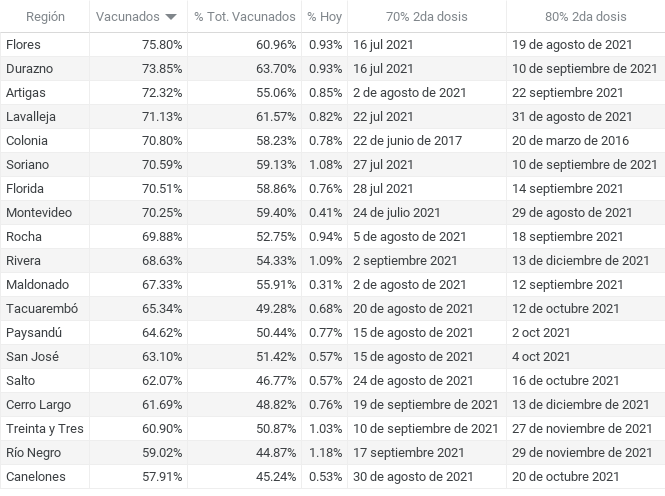 Región Vacunados % Tot. Vacunados % Hoy 70% 2da dosis 80% 2da dosis
Flores 75.80% 60.96% 0.93% 16 jul 2021 19 de agosto de 2021
Durazno 73.85% 63.70% 0.93% 16 jul 2021 10 de septiembre de 2021
Artigas 72.32% 55.06% 0.85% 2 de agosto de 2021 22 septiembre 2021
Lavalleja 71.13% 61.57% 0.82% 22 jul 2021 31 de agosto de 2021
Colonia 70.80% 58.23% 0.78% 22 de junio de 2017 20 de marzo de 2016
Soriano 70.59% 59.13% 1.08% 27 jul 2021 10 de septiembre de 2021
Florida 70.51% 58.86% 0.76% 28 jul 2021 14 septiembre 2021
Montevideo 70.25% 59.40% 0.41% 24 de julio 2021 29 de agosto de 2021
Rocha 69.88% 52.75% 0.94% 5 de agosto de 2021 18 septiembre 2021
Rivera 68.63% 54.33% 1.09% 2 septiembre 2021 13 de diciembre de 2021
Maldonado 67.33% 55.91% 0.31% 2 de agosto de 2021 12 septiembre 2021
Tacuarembó 65.34% 49.28% 0.68% 20 de agosto de 2021 12 de octubre 2021
Paysandú 64.62% 50.44% 0.77% 15 de agosto de 2021 2 oct 2021
San José 63.10% 51.42% 0.57% 15 de agosto de 2021 4 oct 2021
Salto 62.07% 46.77% 0.57% 24 de agosto de 2021 16 de octubre 2021
Cerro Largo 61.69% 48.82% 0.76% 19 de septiembre de 2021 13 de diciembre de 2021
Treinta y Tres 60.90% 50.87% 1.03% 10 de septiembre de 2021 27 de noviembre de 2021
Río Negro 59.02% 44.87% 1.18% 17 septiembre 2021 29 de noviembre de 2021
Canelones 57.91% 45.24% 0.53% 30 de agosto de 2021 20 de octubre 2021